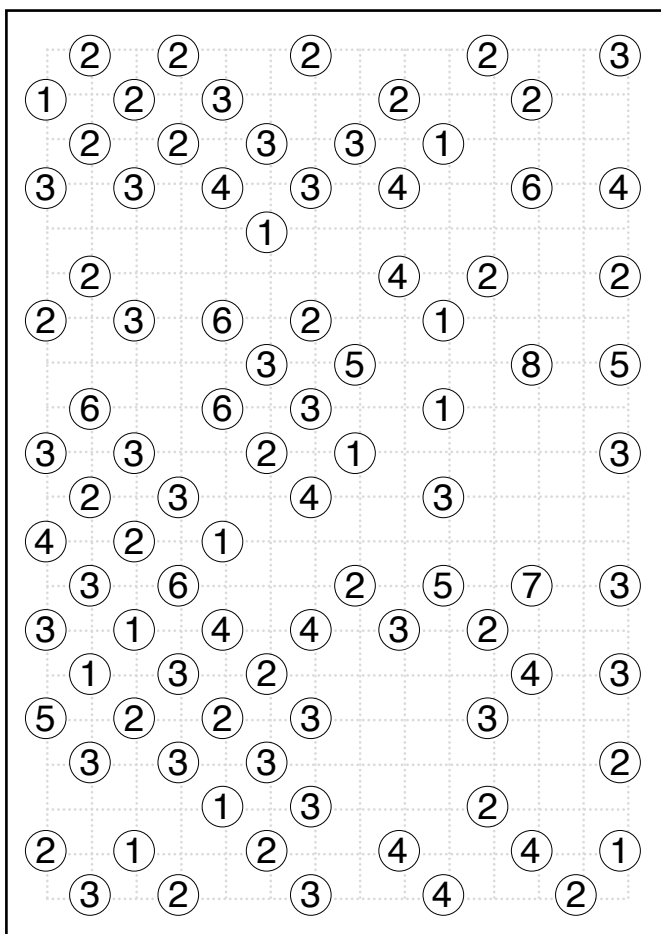 2 2 2 2 3
1 2 3 2 2
2 2 3 3 1
3 3 4 3 4 6 4
1
2 4 2 2
2 3 6 2 1
3 5 8 5
6 6 3 1
3 3 2 1 3
2 3 4 3
4 2 1
3 6 2 5 7 3
3 1 4 4 3 2
1 3 2 4 3
5 2 2 3 3
3 3 3 2
1 3 2
2 1 2 4 4 1
3 2 3 4 2